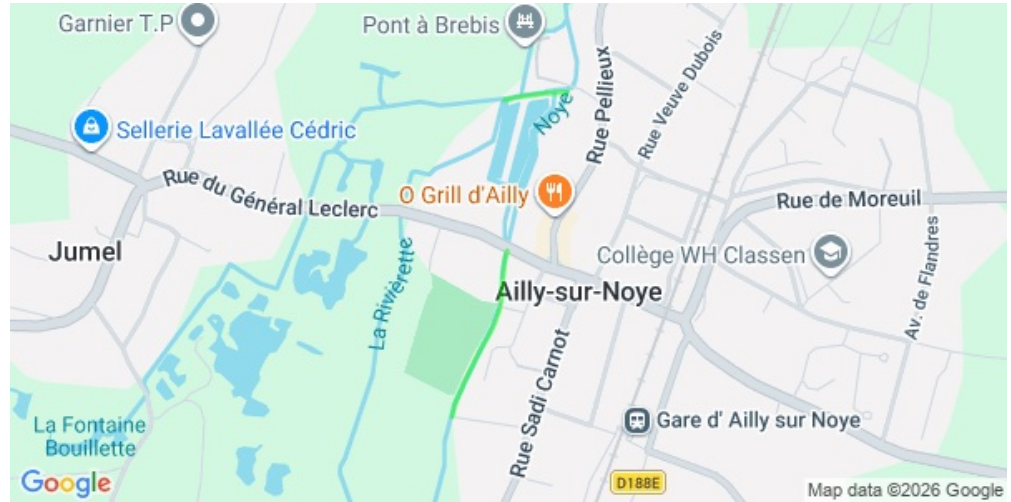 Garnier T.P
Pont à Brebis
Sellerie Lavallée Cédric
Noye
Rue Pellieux
Rue Veuve Dubois
Rue du Général Leclerc
O Grill d'Ailly
Rue de Moreuil
Jumel
La Rivièrette
Collège WH Classen
Ailly-sur-Noye
Av. de Flandres
Rue Sadi Carnot
La Fontaine
Bouillette
Gare d' Ailly sur Noye
D188E
Google
Map data ©2026 Google